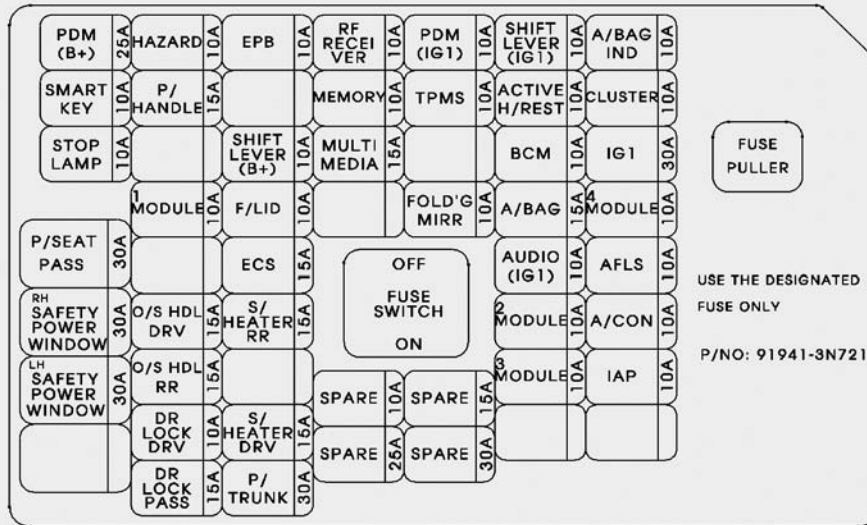 PDM (B+) 25A
HAZARD 10A
EPB 10A
RF RECEI VER 10A
PDM (IG1) 10A
SHIFT LEVER (IG1) 10A
A/BAG IND 10A
SMART KEY 10A
P/ HANDLE 15A
MEMORY 10A
TPMS 10A
ACTIVE H/REST 10A
CLUSTER 10A
STOP LAMP 10A
SHIFT LEVER (B+) 10A
MULTI MEDIA 15A
BCM 10A
IG1 30A
FUSE PULLER
1 MODULE 10A
F/LID 10A
FOLD'G MIRR 10A
A/BAG 15A
4 MODULE 10A
P/SEAT PASS 30A
ECS 15A
OFF
FUSE SWITCH
ON
AUDIO (IG1) 10A
AFLS 10A
USE THE DESIGNATED
FUSE ONLY
RH SAFETY POWER WINDOW 30A
O/S HDL DRV 15A
S/ HEATER RR 15A
2 MODULE 10A
A/CON 10A
P/NO: 91941-3N721
LH SAFETY POWER WINDOW 30A
O/S HDL RR 15A
3 MODULE 10A
IAP 10A
SPARE 10A
SPARE 15A
DR LOCK DRV 10A
S/ HEATER DRV 15A
SPARE 25A
SPARE 30A
DR LOCK PASS 15A
P/ TRUNK 30A